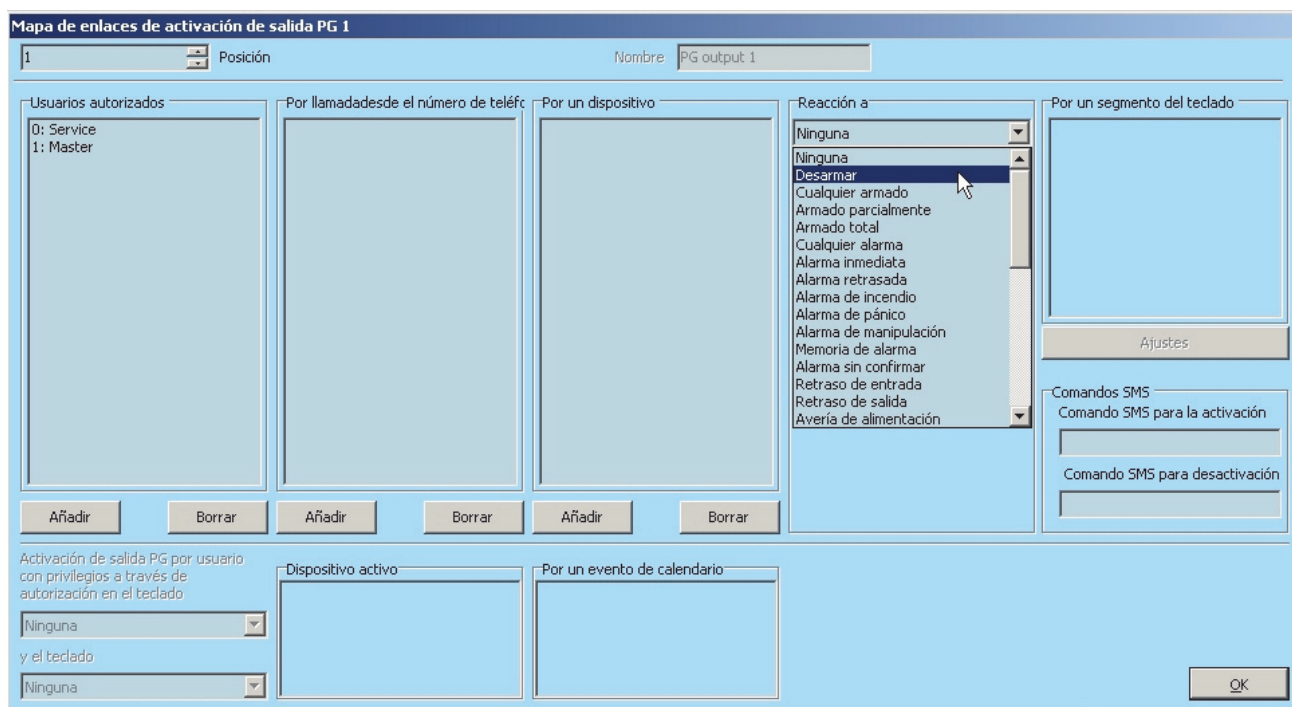 Mapa de enlaces de activación de salida PG 1
1 Posición
Nombre PG output 1
Usuarios autorizados
0: Service
1: Master
Añadir Borrar
Por llamadadesde el número de teléfc
Añadir Borrar
Por un dispositivo
Añadir Borrar
Reacción a
Ninguna
Ninguna
Desarmar
Cualquier armado
Armado parcialmente
Armado total
Cualquier alarma
Alarma inmediata
Alarma retrasada
Alarma de incendio
Alarma de pánico
Alarma de manipulación
Memoria de alarma
Alarma sin confirmar
Retraso de entrada
Retraso de salida
Avería de alimentación
Por un segmento del teclado
Ajustes
Comandos SMS
Comando SMS para la activación
Comando SMS para desactivación
Activación de salida PG por usuario
con privilegios a través de
autorización en el teclado
Ninguna
y el teclado
Ninguna
Dispositivo activo
Por un evento de calendario
OK